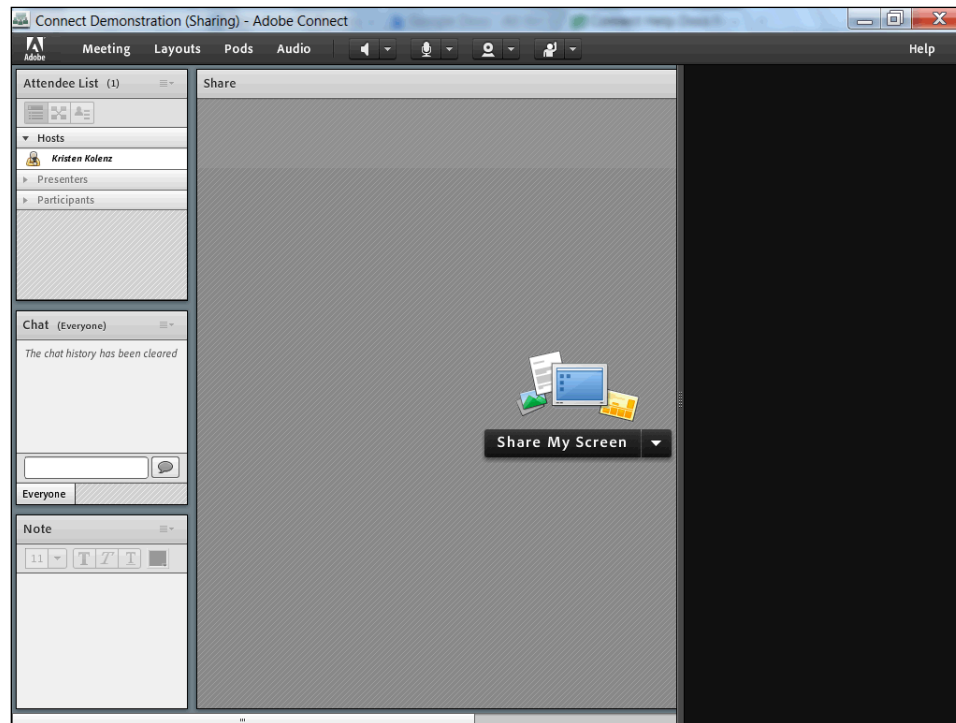 Connect Demonstration (Sharing) - Adobe Connect
Adobe
Meeting Layouts Pods Audio
Help
Attendee List (1)
Hosts
Kristen Kolenz
Presenters
Participants
Chat (Everyone)
The chat history has been cleared
Everyone
Note
11 T T T
Share
Share My Screen